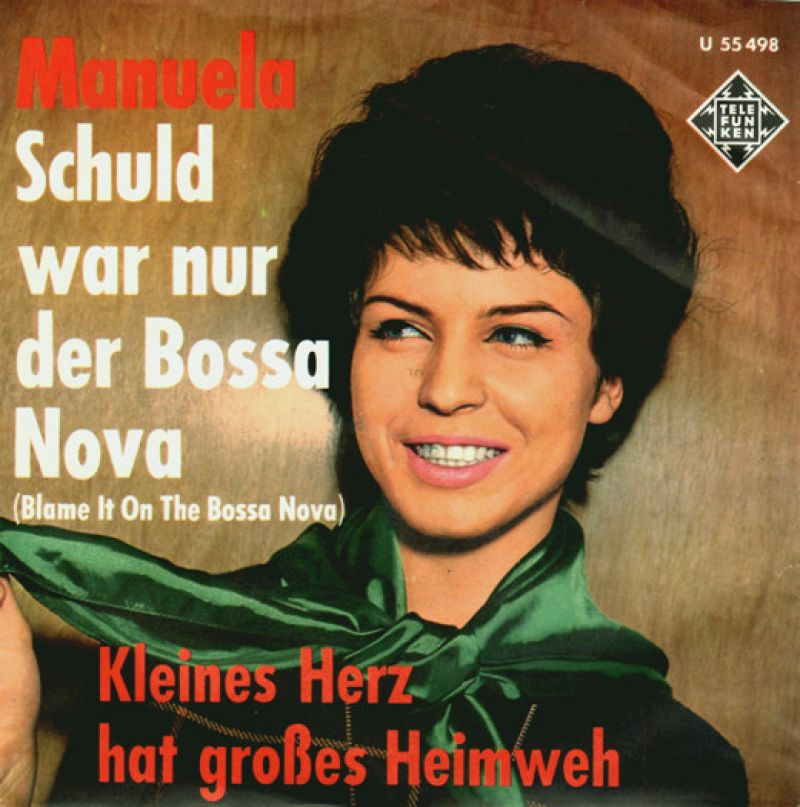 Manuela
Schuld
war nur
der Bossa
Nova
(Blame It On The Bossa Nova)
U 55 498
TELE
FUN
KEN
Kleines Herz
hat großes Heimweh